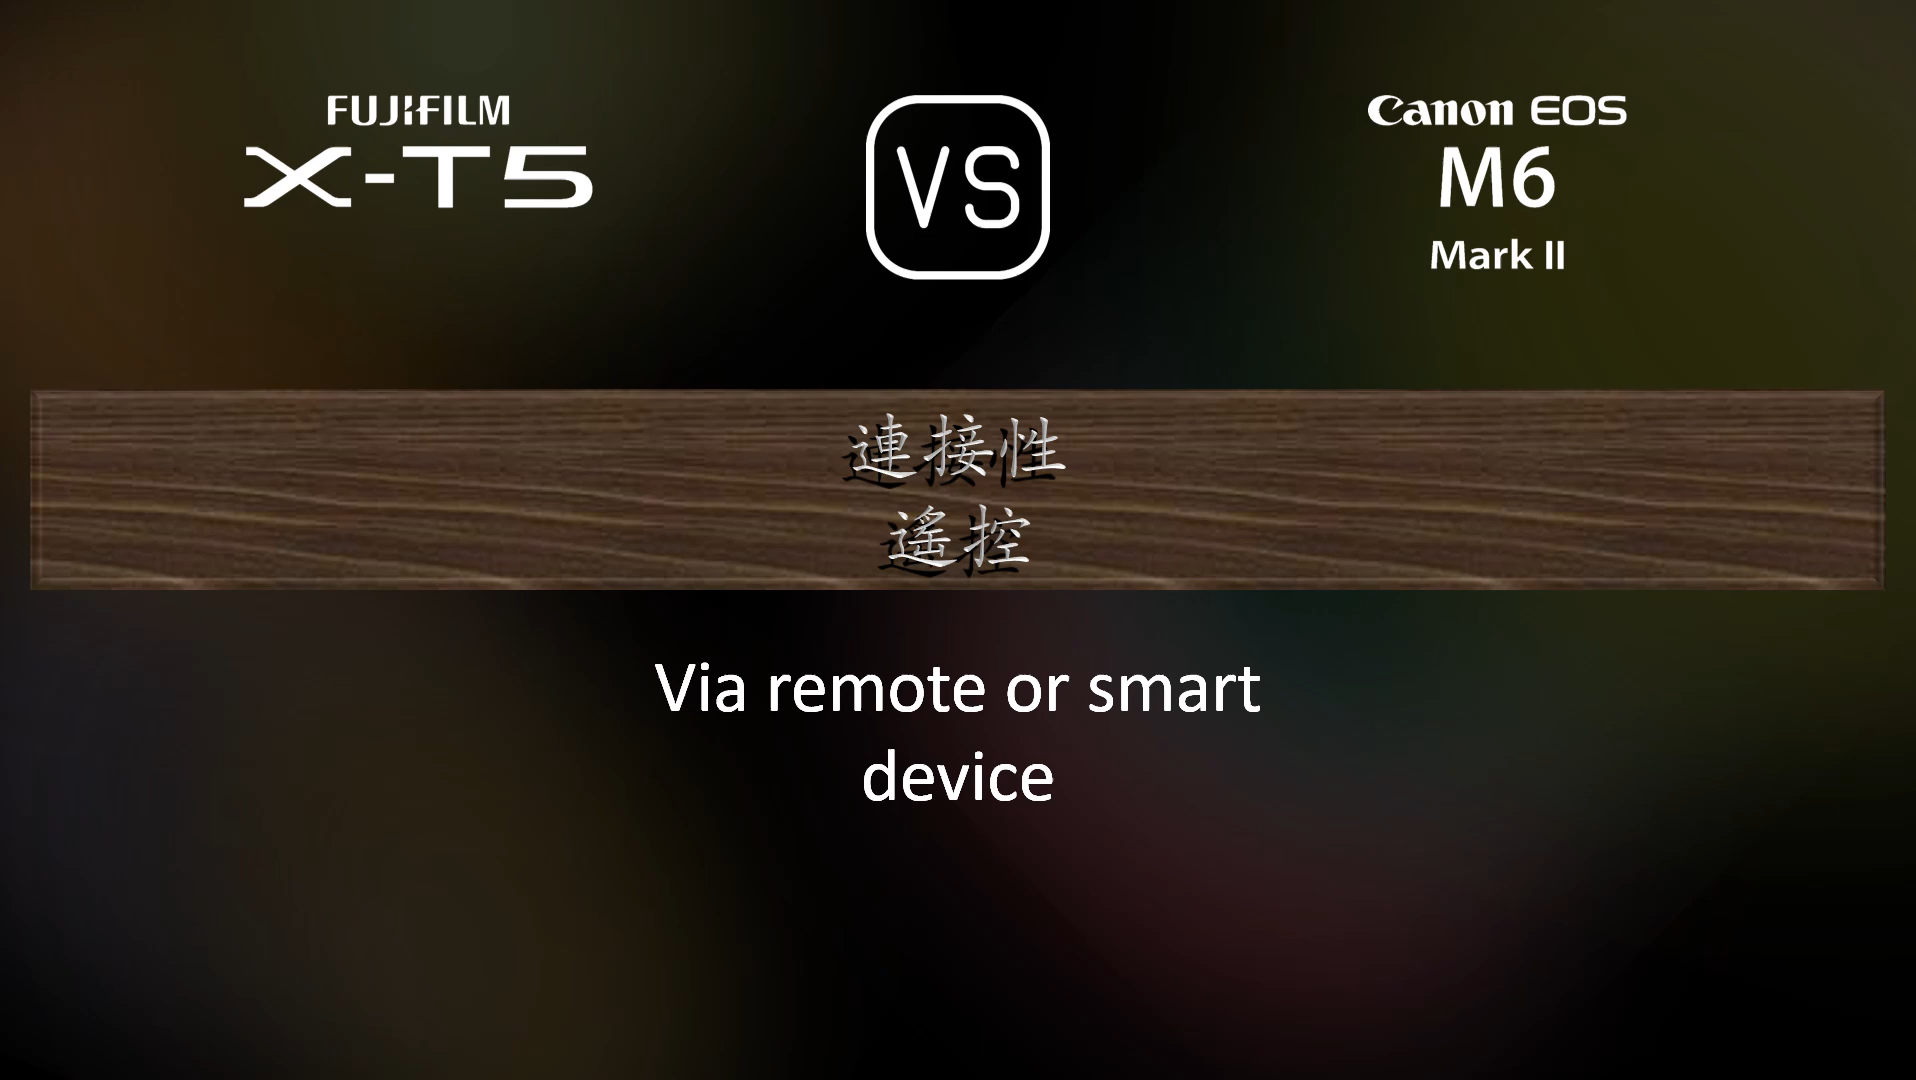 FUJIFILM
X-T5
VS
Canon EOS
M6
Mark II
連接性
遙控
Via remote or smart
device